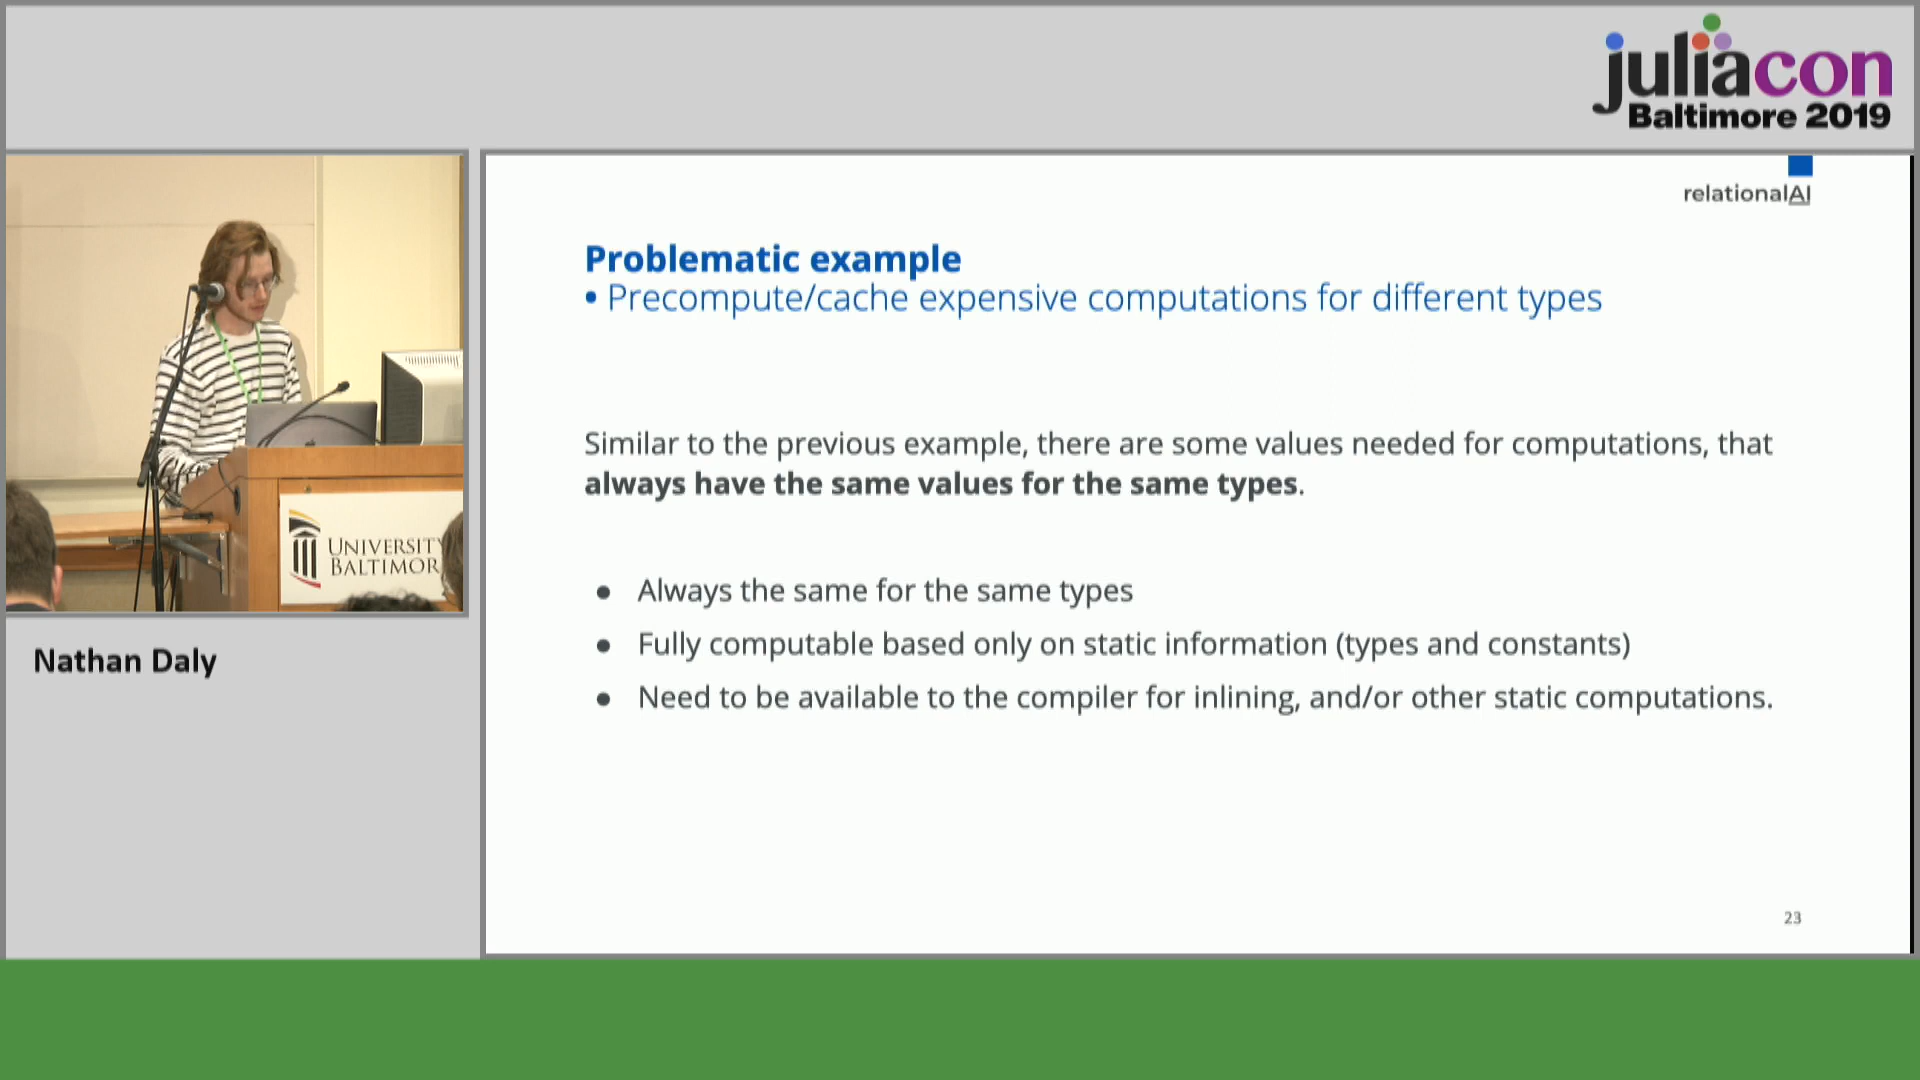 juliacon
Baltimore 2019
relationalAI
Problematic example
• Precompute/cache expensive computations for different types
Similar to the previous example, there are some values needed for computations, that
always have the same values for the same types.
● Always the same for the same types
● Fully computable based only on static information (types and constants)
● Need to be available to the compiler for inlining, and/or other static computations.
23
UNIVERSITY
BALTIMOR
Nathan Daly